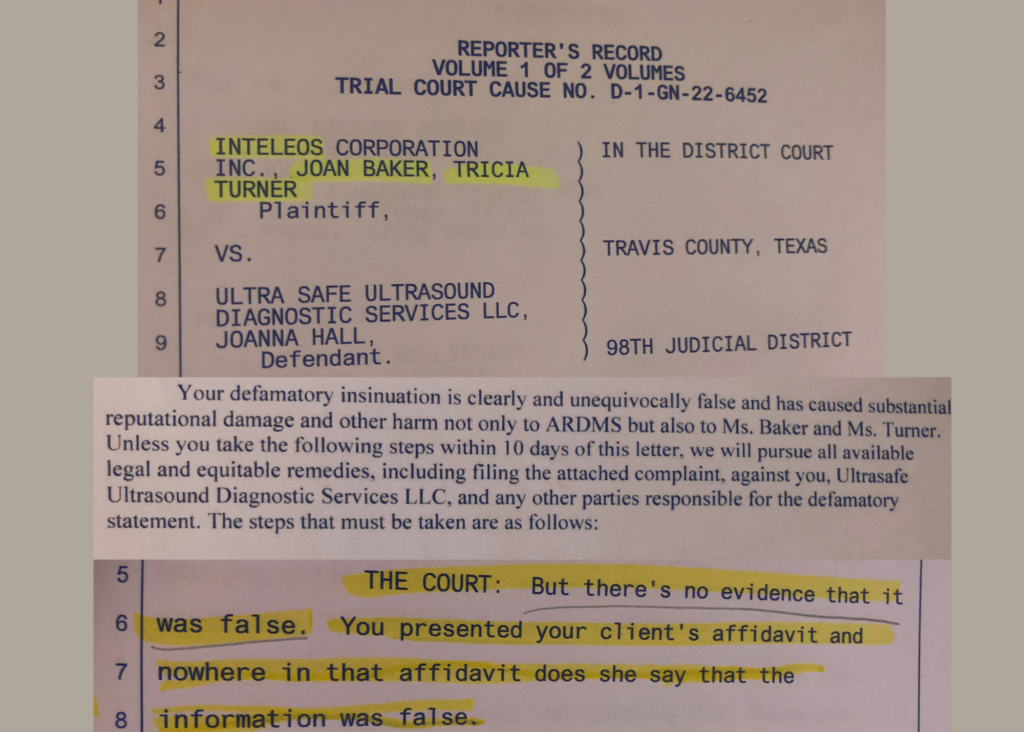 2
REPORTER'S RECORD
VOLUME 1 OF 2 VOLUMES
3 TRIAL COURT CAUSE NO. D-1-GN-22-6452
4
INTELEOS CORPORATION ) IN THE DISTRICT COURT
5 INC., JOAN BAKER, TRICIA )
TURNER )
6 Plaintiff, )
)
7 VS. ) TRAVIS COUNTY, TEXAS
)
8 ULTRA SAFE ULTRASOUND )
DIAGNOSTIC SERVICES LLC, )
9 JOANNA HALL, ) 98TH JUDICIAL DISTRICT
Defendant.
Your defamatory insinuation is clearly and unequivocally false and has caused substantial
reputational damage and other harm not only to ARDMS but also to Ms. Baker and Ms. Turner.
Unless you take the following steps within 10 days of this letter, we will pursue all available
legal and equitable remedies, including filing the attached complaint, against you, Ultrasafe
Ultrasound Diagnostic Services LLC, and any other parties responsible for the defamatory
statement. The steps that must be taken are as follows:
5 THE COURT: But there's no evidence that it
6 was false. You presented your client's affidavit and
7 nowhere in that affidavit does she say that the
8 information was false.